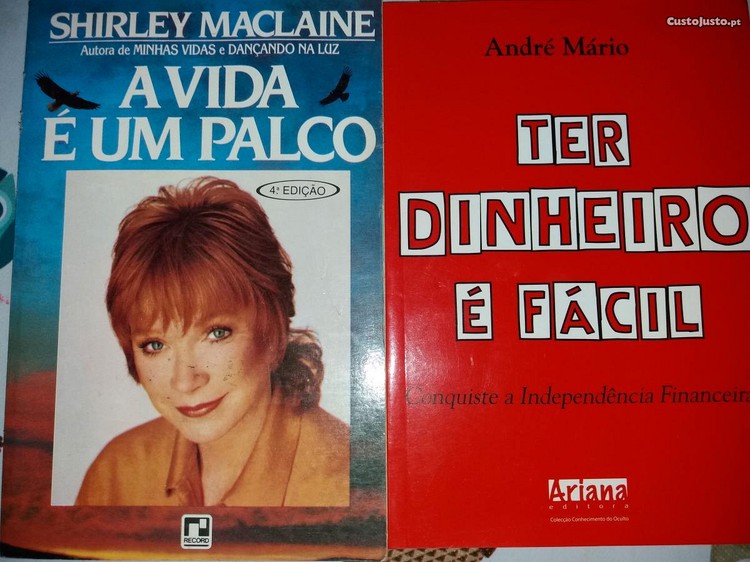 SHIRLEY MACLAINE
Autora de MINHAS VIDAS e DANÇANDO NA LUZ
A VIDA
É UM PALCO
4.ª EDIÇÃO
RECORD
CustoJusto.pt
André Mário
TER
DINHEIRO
É FÁCIL
Conquiste a Independência Financeira
Ariana
editora
Colecção Conhecimento do Oculto